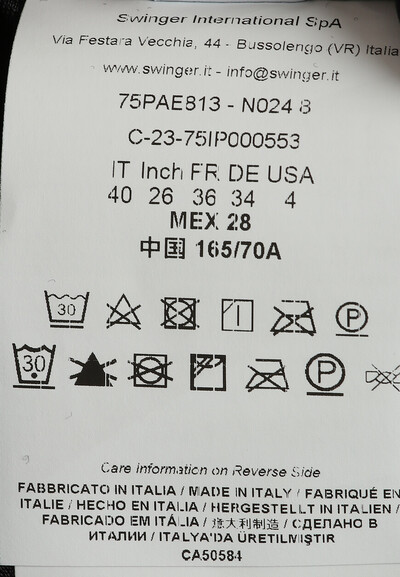 Swinger International SpA
Via Festara Vecchia, 44 - Bussolengo (VR) Italia
www.swinger.it - info@swinger.it
75PAE813 - N024 8
C-23-75IP000553
IT Inch FR DE USA
40 26 36 34 4
MEX 28
中国 165/70A
30 P
30 P
Care information on Reverse Side
FABBRICATO IN ITALIA / MADE IN ITALY / FABRIQUÉ EN
ITALIE / HECHO EN ITALIA / HERGESTELLT IN ITALIEN /
FABRICADO EM ITÁLIA / 意大利制造 / СДЕЛАНО В
ИТАЛИИ / ITALYA'DA ÜRETILMIŞTIR
CA50584